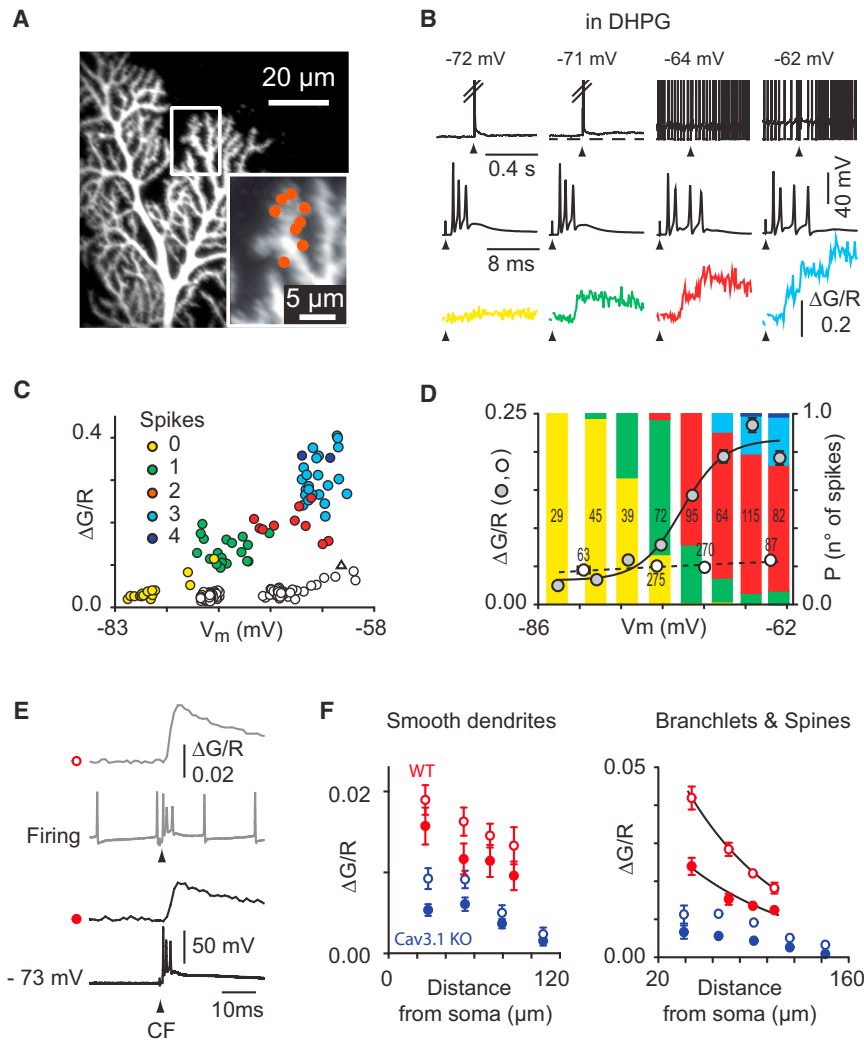 A
20 µm
5 µm
B
in DHPG
-72 mV
-71 mV
-64 mV
-62 mV
0.4 s
40 mV
8 ms
ΔG/R
0.2
C
Spikes
0
1
2
3
4
0.4
ΔG/R
0.0
-83
Vm (mV)
-58
D
0.25
ΔG/R ( , )
0.00
29
63
45
39
72
275
95
270
64
115
87
82
1.0
P (n° of spikes)
0.0
-86
Vm (mV)
-62
E
ΔG/R
0.02
Firing
50 mV
- 73 mV
10ms
CF
F
Smooth dendrites
WT
0.02
ΔG/R
Cav3.1 KO
0.00
0
120
Distance
from soma (µm)
Branchlets & Spines
0.05
ΔG/R
0.00
20
160
Distance
from soma (µm)